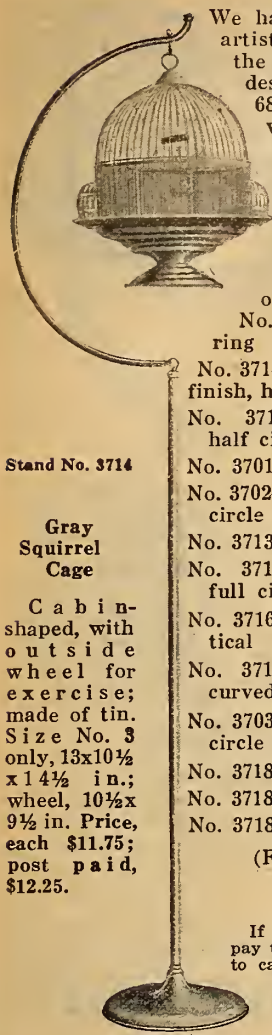 We ha
artist
the
des
68
o
No.
ring
No. 371
finish, h
No. 371
half ci
No. 3701
No. 3702
circle
No. 3713
No. 371
full ci
No. 3716
tical
No. 371
curved
No. 3703
circle
No. 3718
No. 3718
No. 3718
(F
If
pay t
to ca
Stand No. 3714
Gray
Squirrel
Cage
Cabin-
shaped, with
outside
wheel for
exercise;
made of tin.
Size No. 3
only, 13x10½
x14½ in.;
wheel, 10½x
9½ in. Price,
each $11.75;
post paid,
$12.25.